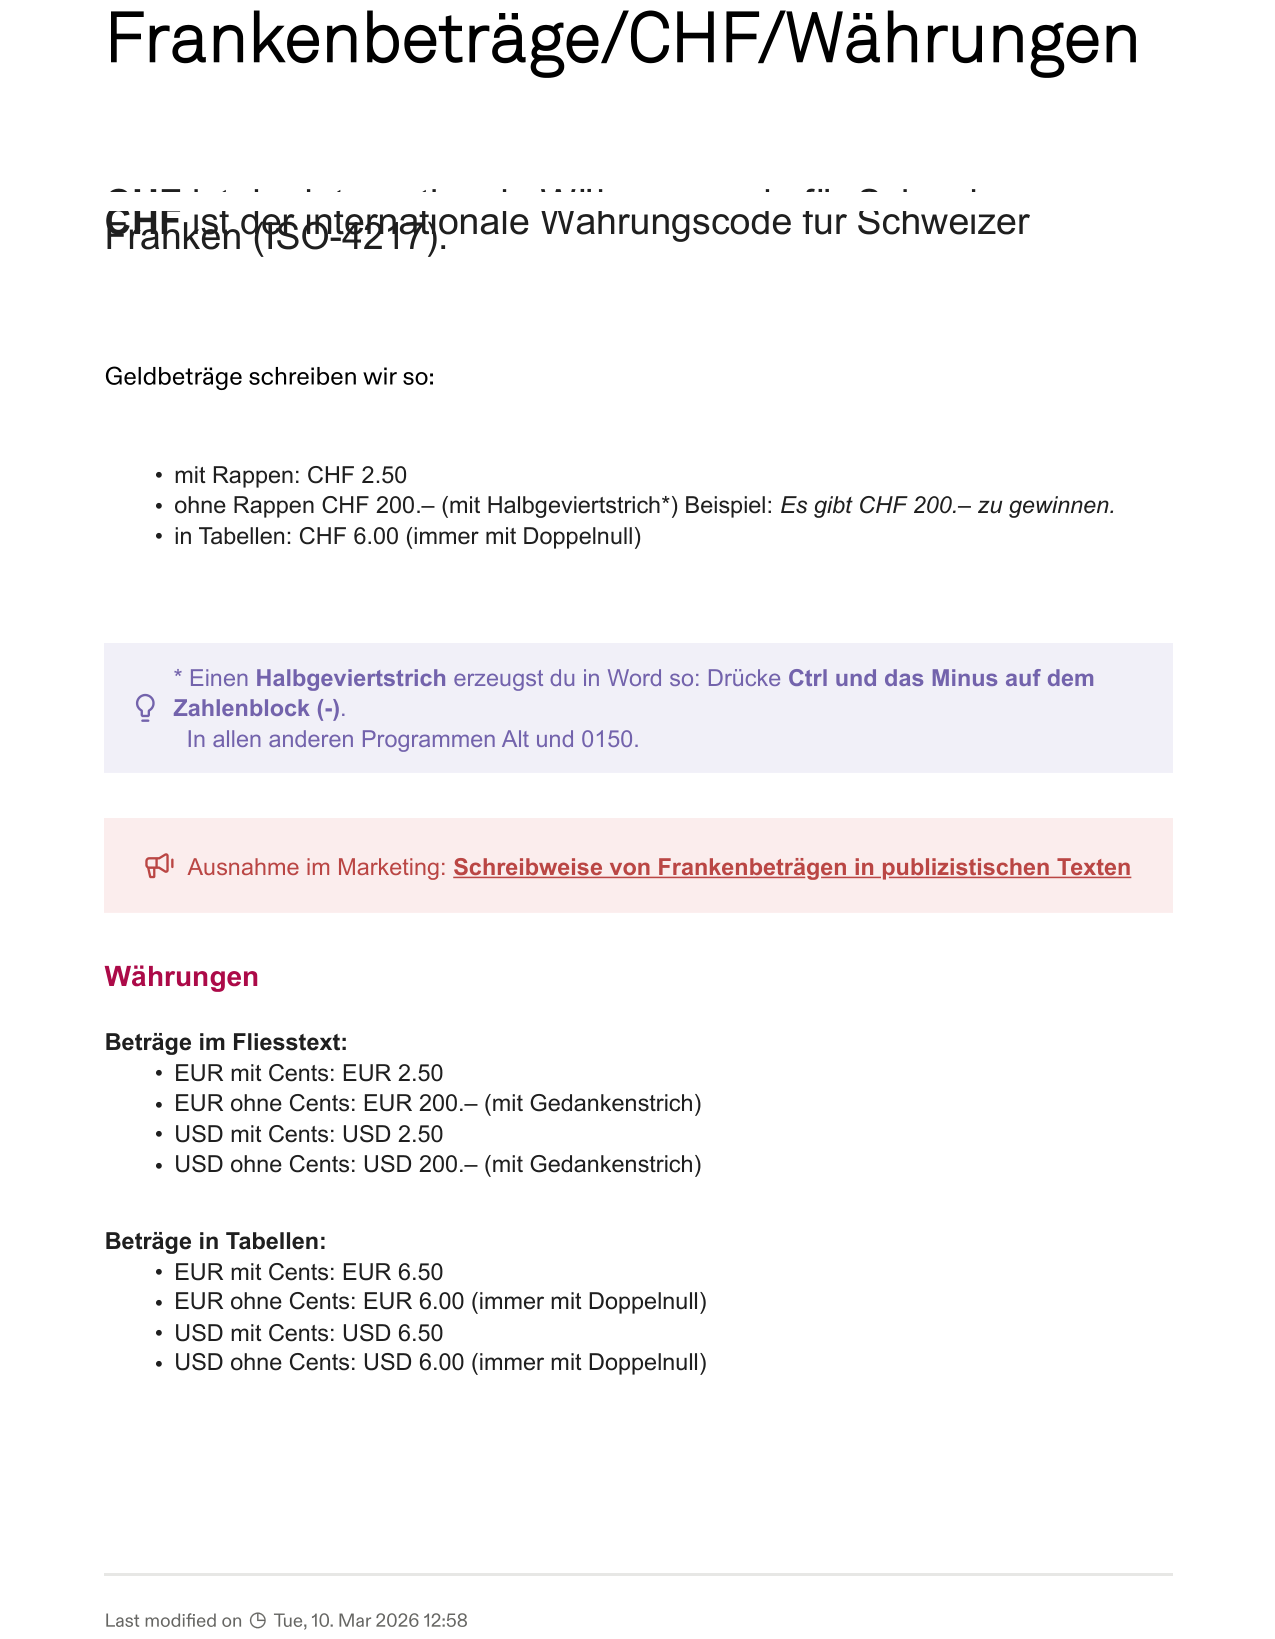 Frankenbeträge/CHF/Währungen
CHF ist der internationale Währungscode für Schweizer
Franken (ISO-4217).
Geldbeträge schreiben wir so:
• mit Rappen: CHF 2.50
• ohne Rappen CHF 200.– (mit Halbgeviertstrich*) Beispiel: Es gibt CHF 200.– zu gewinnen.
• in Tabellen: CHF 6.00 (immer mit Doppelnull)
* Einen Halbgeviertstrich erzeugst du in Word so: Drücke Ctrl und das Minus auf dem
Zahlenblock (-).
In allen anderen Programmen Alt und 0150.
Ausnahme im Marketing: Schreibweise von Frankenbeträgen in publizistischen Texten
Währungen
Beträge im Fliesstext:
• EUR mit Cents: EUR 2.50
• EUR ohne Cents: EUR 200.– (mit Gedankenstrich)
• USD mit Cents: USD 2.50
• USD ohne Cents: USD 200.– (mit Gedankenstrich)
Beträge in Tabellen:
• EUR mit Cents: EUR 6.50
• EUR ohne Cents: EUR 6.00 (immer mit Doppelnull)
• USD mit Cents: USD 6.50
• USD ohne Cents: USD 6.00 (immer mit Doppelnull)
Last modified on Tue, 10. Mar 2026 12:58